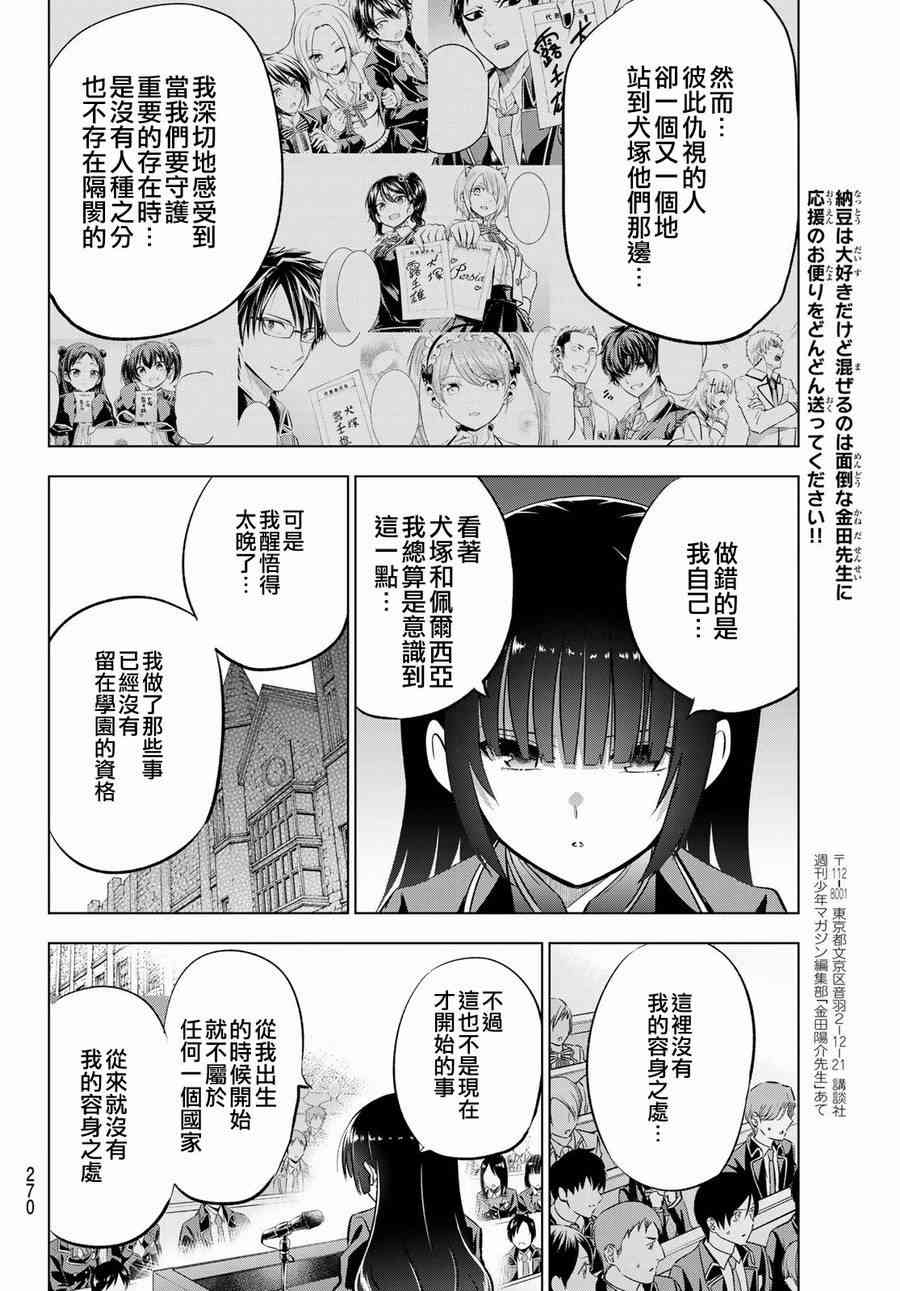 然而…
彼此仇視的人
卻一個又一個地
站到犬塚他們那邊…
我深切地感受到
當我們要守護
重要的存在時…
是沒有人種之分
也不存在隔閡的
犬塚
露壬雄
Persia
犬塚
露壬雄
納豆は大好きだけど混ぜるのは面倒な金田先生に
応援のお便りをどんどん送ってください!!
做錯的是
我自己…
看著
犬塚和佩爾西亞
我總算是意識到
這一點…
可是
我醒悟得
太晚了…
我做了那些事
已經沒有
留在學園的資格
〒112-8001 東京都文京区音羽2-12-21 講談社
週刊少年マガジン編集部「金田陽介先生」あて
這裡沒有
我的容身之處…
不過
這也不是現在
才開始的事
從我出生
的時候開始
就不屬於
任何一個國家
從來就沒有
我的容身之處
270